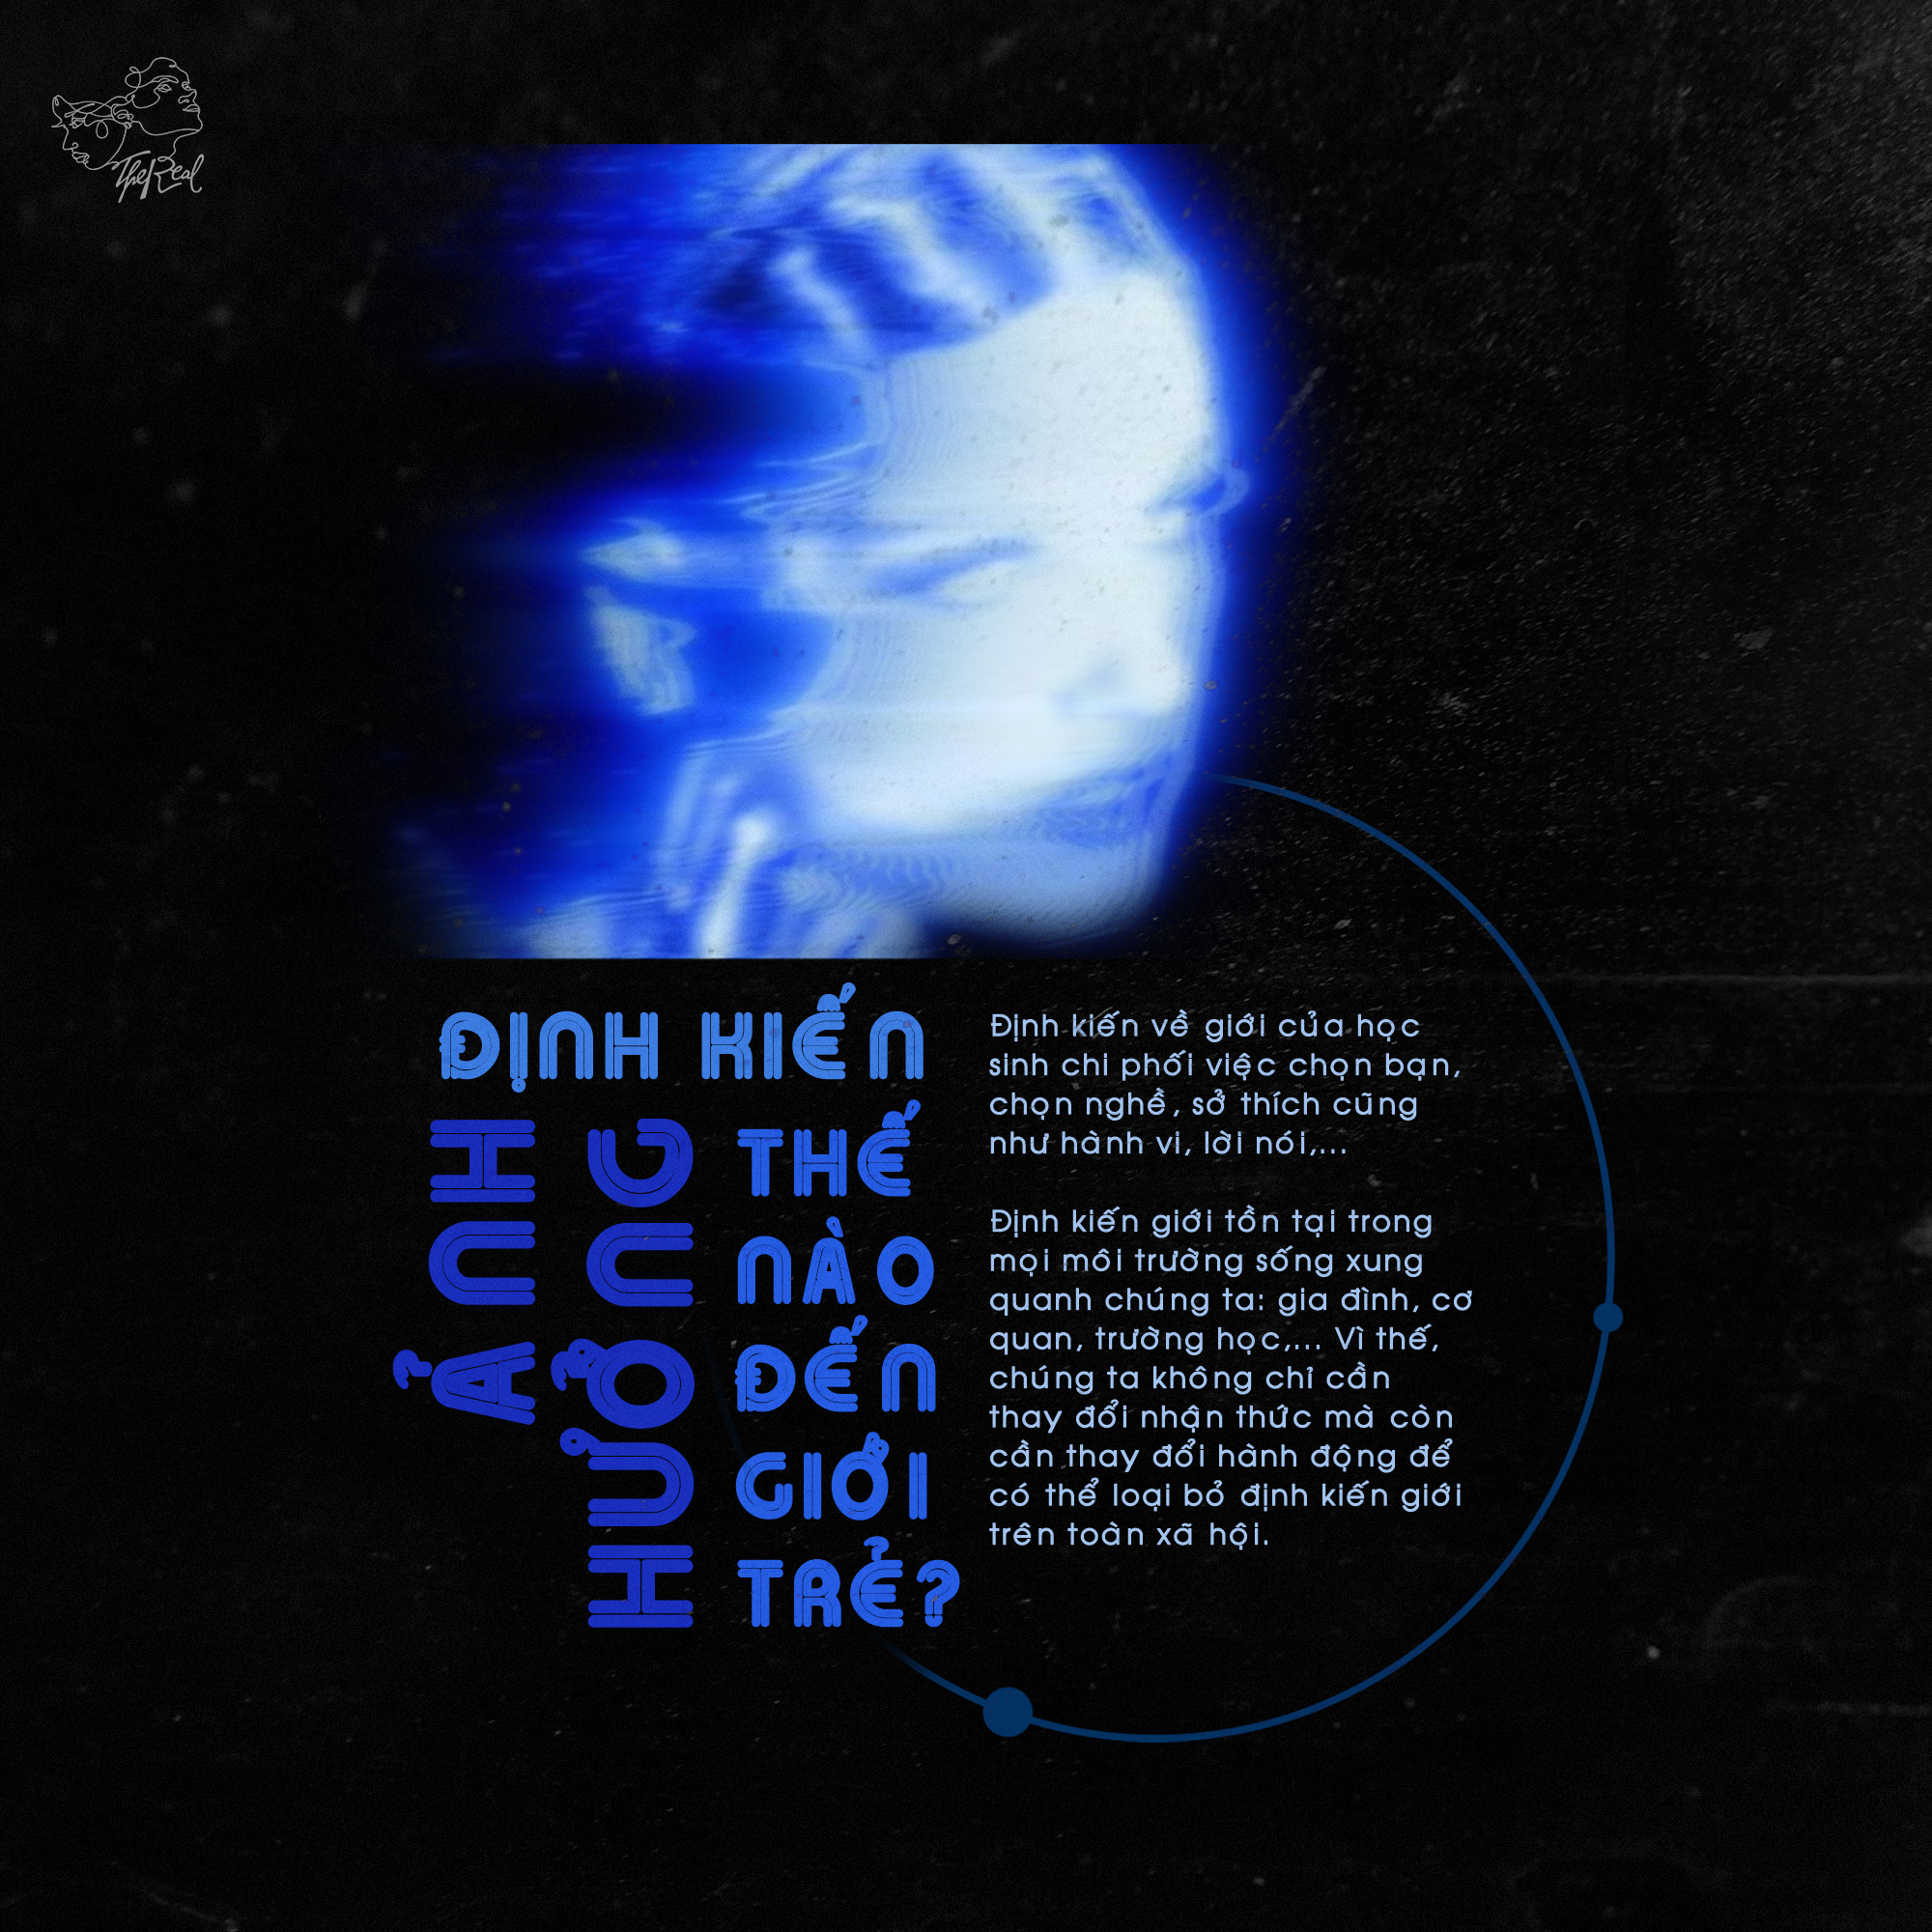 TheReal
ĐỊNH KIẾN
ẢNH
HƯỞNG
THẾ
NÀO
ĐẾN
GIỚI
TRẺ?
Định kiến về giới của học
sinh chi phối việc chọn bạn,
chọn nghề, sở thích cũng
như hành vi, lời nói,...
Định kiến giới tồn tại trong
mọi môi trường sống xung
quanh chúng ta: gia đình, cơ
quan, trường học,... Vì thế,
chúng ta không chỉ cần
thay đổi nhận thức mà còn
cần thay đổi hành động để
có thể loại bỏ định kiến giới
trên toàn xã hội.